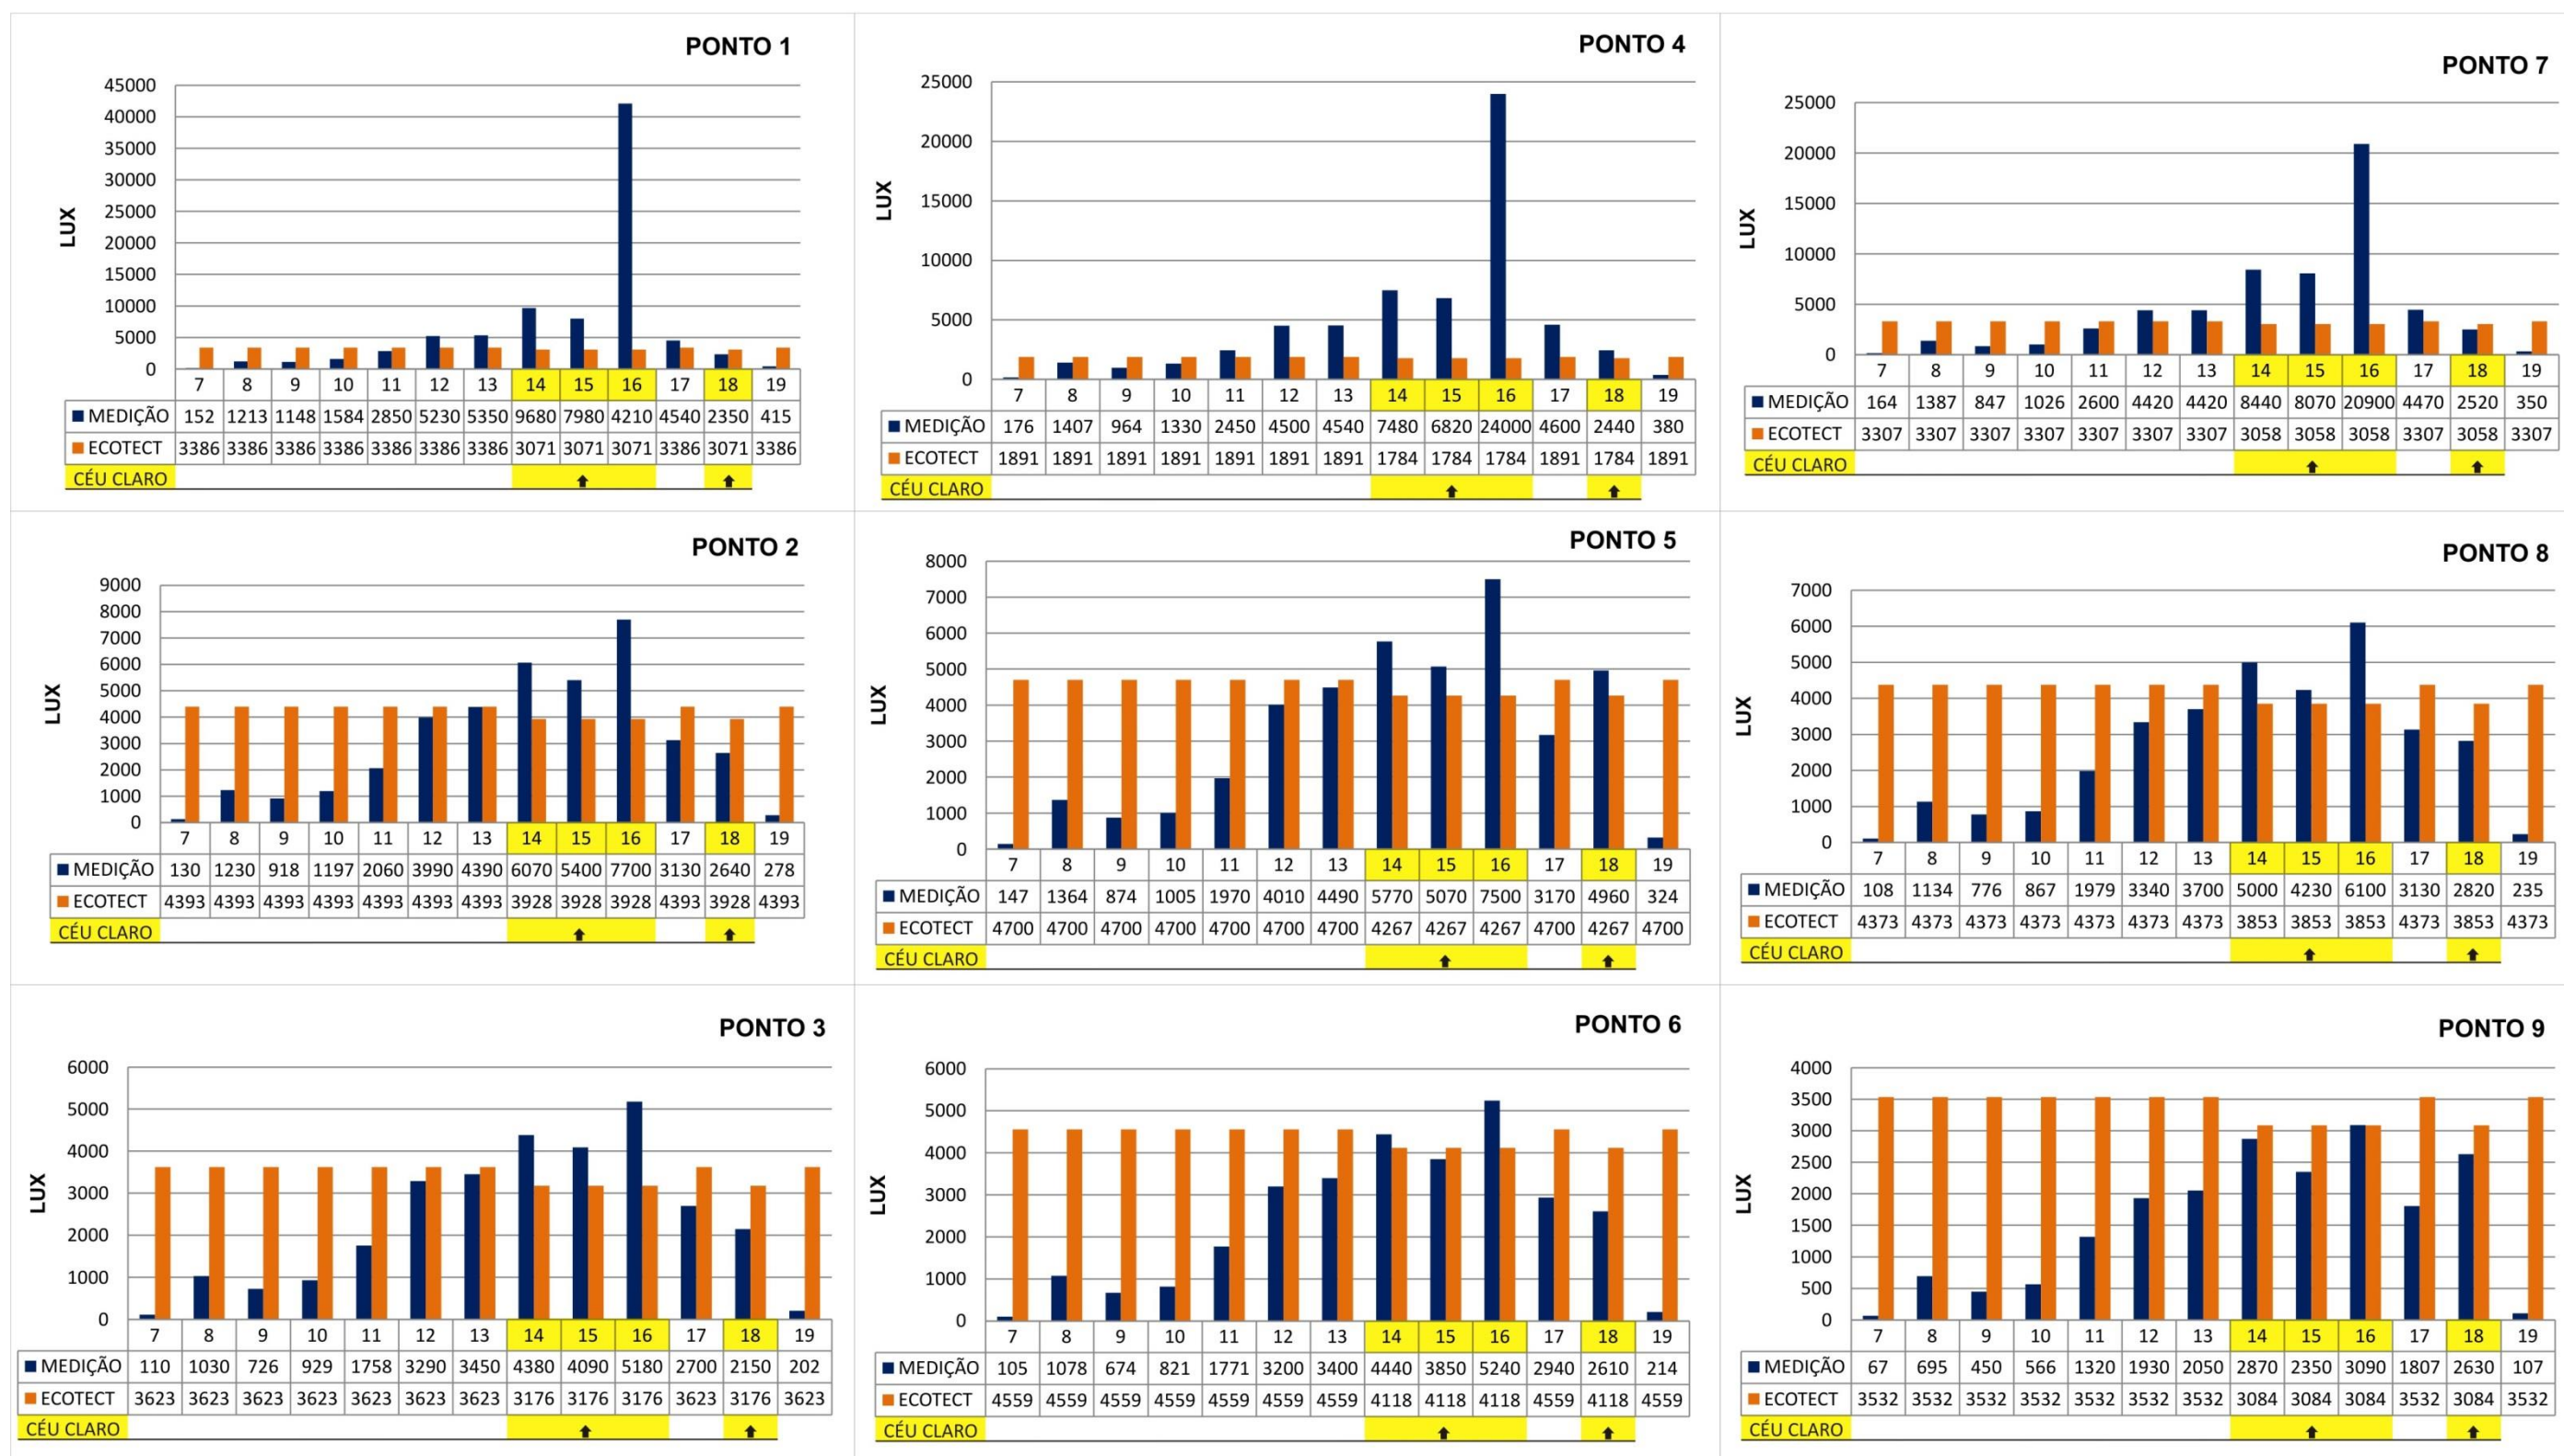 PONTO 1
45000
40000
35000
30000
25000
20000
15000
10000
5000
0
LUX
7 8 9 10 11 12 13 14 15 16 17 18 19
MEDIÇÃO 152 1213 1148 1584 2850 5230 5350 9680 7980 4210 4540 2350 415
ECOTECT 3386 3386 3386 3386 3386 3386 3386 3071 3071 3071 3386 3071 3386
CÉU CLARO
PONTO 4
25000
20000
15000
10000
5000
0
LUX
7 8 9 10 11 12 13 14 15 16 17 18 19
MEDIÇÃO 176 1407 964 1330 2450 4500 4540 7480 6820 24000 4600 2440 380
ECOTECT 1891 1891 1891 1891 1891 1891 1891 1784 1784 1784 1891 1784 1891
CÉU CLARO
PONTO 7
25000
20000
15000
10000
5000
0
LUX
7 8 9 10 11 12 13 14 15 16 17 18 19
MEDIÇÃO 164 1387 847 1026 2600 4420 4420 8440 8070 20900 4470 2520 350
ECOTECT 3307 3307 3307 3307 3307 3307 3307 3058 3058 3058 3307 3058 3307
CÉU CLARO
PONTO 2
9000
8000
7000
6000
5000
4000
3000
2000
1000
0
LUX
7 8 9 10 11 12 13 14 15 16 17 18 19
MEDIÇÃO 130 1230 918 1197 2060 3990 4390 6070 5400 7700 3130 2640 278
ECOTECT 4393 4393 4393 4393 4393 4393 4393 3928 3928 3928 4393 3928 4393
CÉU CLARO
PONTO 5
8000
7000
6000
5000
4000
3000
2000
1000
0
LUX
7 8 9 10 11 12 13 14 15 16 17 18 19
MEDIÇÃO 147 1364 874 1005 1970 4010 4490 5770 5070 7500 3170 4960 324
ECOTECT 4700 4700 4700 4700 4700 4700 4700 4267 4267 4267 4700 4267 4700
CÉU CLARO
PONTO 8
7000
6000
5000
4000
3000
2000
1000
0
LUX
7 8 9 10 11 12 13 14 15 16 17 18 19
MEDIÇÃO 108 1134 776 867 1979 3340 3700 5000 4230 6100 3130 2820 235
ECOTECT 4373 4373 4373 4373 4373 4373 4373 3853 3853 3853 4373 3853 4373
CÉU CLARO
PONTO 3
6000
5000
4000
3000
2000
1000
0
LUX
7 8 9 10 11 12 13 14 15 16 17 18 19
MEDIÇÃO 110 1030 726 929 1758 3290 3450 4380 4090 5180 2700 2150 202
ECOTECT 3623 3623 3623 3623 3623 3623 3623 3176 3176 3176 3623 3176 3623
CÉU CLARO
PONTO 6
6000
5000
4000
3000
2000
1000
0
LUX
7 8 9 10 11 12 13 14 15 16 17 18 19
MEDIÇÃO 105 1078 674 821 1771 3200 3400 4440 3850 5240 2940 2610 214
ECOTECT 4559 4559 4559 4559 4559 4559 4559 4118 4118 4118 4559 4118 4559
CÉU CLARO
PONTO 9
4000
3500
3000
2500
2000
1500
1000
500
0
LUX
7 8 9 10 11 12 13 14 15 16 17 18 19
MEDIÇÃO 67 695 450 566 1320 1930 2050 2870 2350 3090 1807 2630 107
ECOTECT 3532 3532 3532 3532 3532 3532 3532 3084 3084 3084 3532 3084 3532
CÉU CLARO